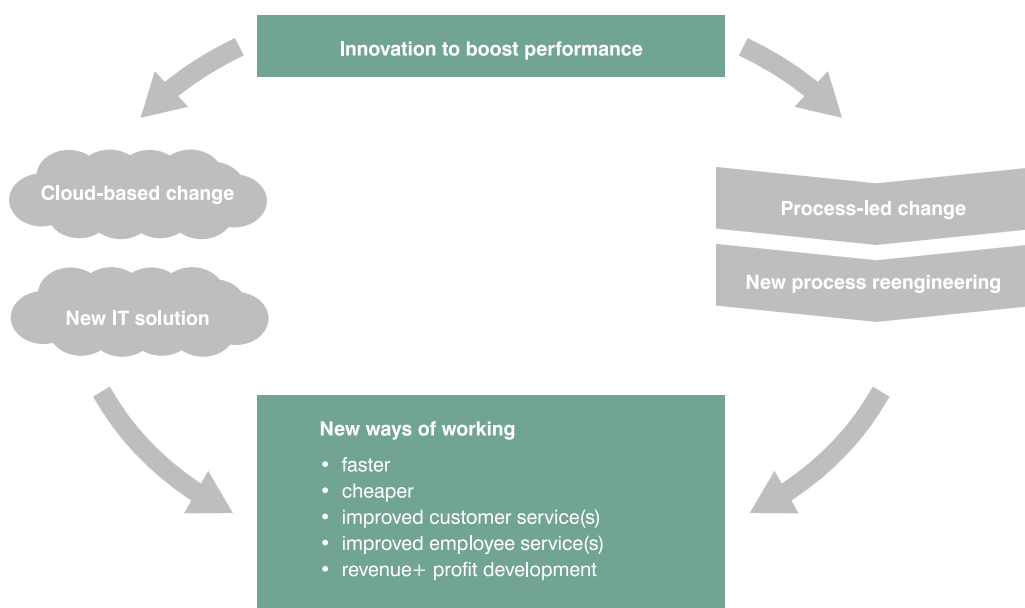 Innovation to boost performance
Cloud-based change
New IT solution
Process-led change
New process reengineering
New ways of working
• faster
• cheaper
• improved customer service(s)
• improved employee service(s)
• revenue+ profit development